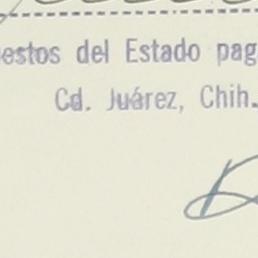 estos del Estado pag
Cd. Juárez, Chih.